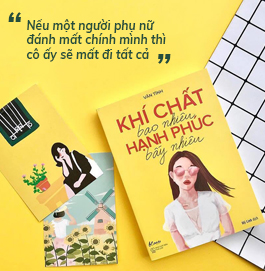 “ Nếu một người phụ nữ
đánh mất chính mình thì
cô ấy sẽ mất đi tất cả ”
VÃN TÌNH
KHÍ CHẤT
bao nhiêu,
HẠNH PHÚC
bấy nhiêu